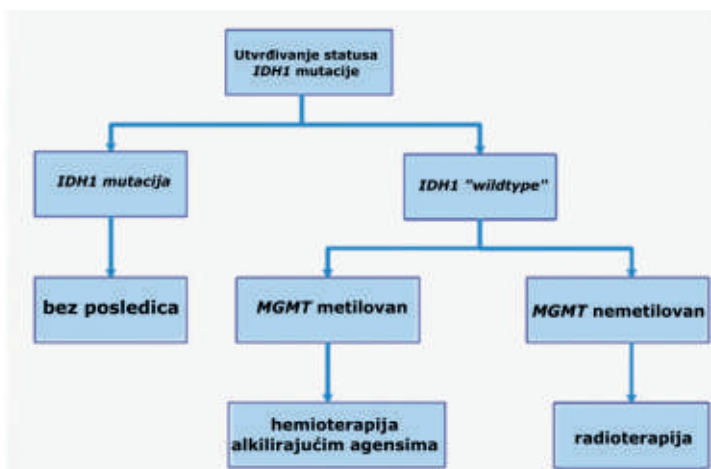 Utvrđivanje statusa
IDH1 mutacije
IDH1 mutacija
IDH1 "wildtype"
bez posledica
MGMT metilovan
MGMT nemetilovan
hemioterapija
alkilirajućim agensima
radioterapija